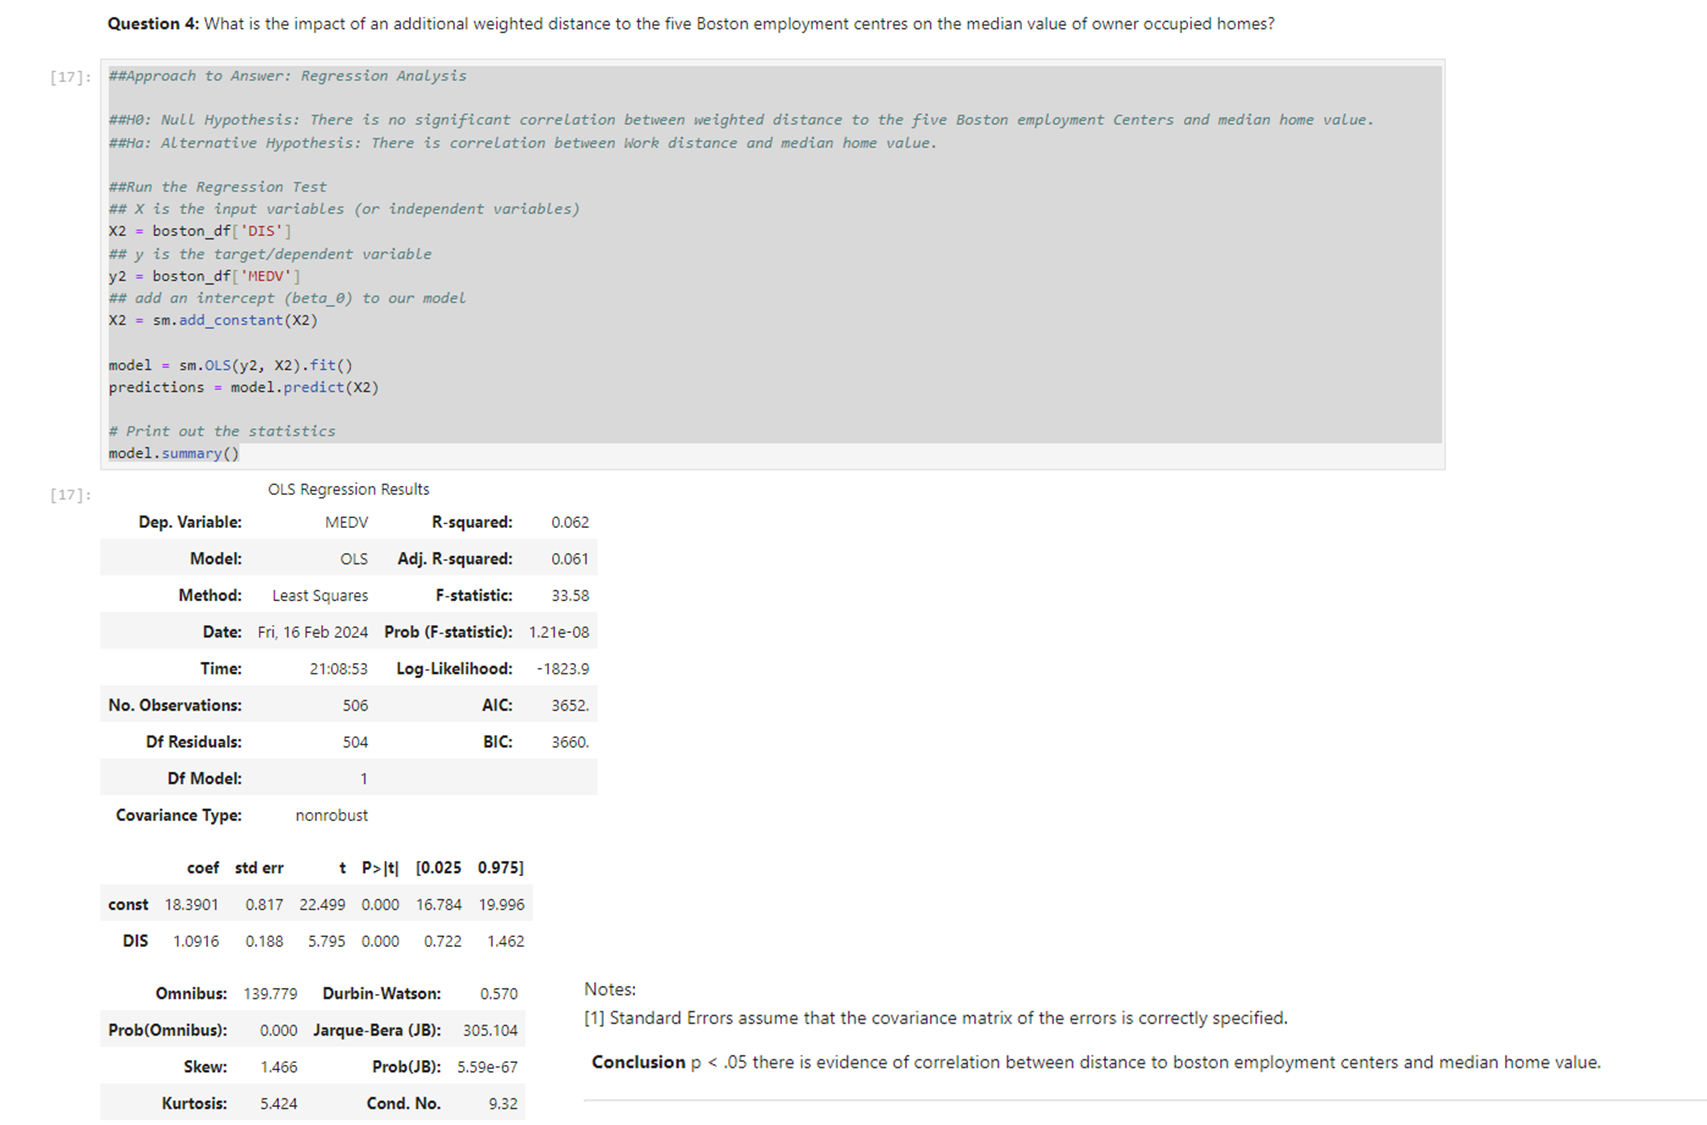 Question 4: What is the impact of an additional weighted distance to the five Boston employment centres on the median value of owner occupied homes?
[17]:
##Approach to Answer: Regression Analysis
##H0: Null Hypothesis: There is no significant correlation between weighted distance to the five Boston employment Centers and median home value.
##Ha: Alternative Hypothesis: There is correlation between Work distance and median home value.
##Run the Regression Test
## X is the input variables (or independent variables)
X2 = boston_df['DIS']
## y is the target/dependent variable
y2 = boston_df['MEDV']
## add an intercept (beta_0) to our model
X2 = sm.add_constant(X2)
model = sm.OLS(y2, X2).fit()
predictions = model.predict(X2)
# Print out the statistics
model.summary()
[17]:
OLS Regression Results
Dep. Variable: MEDV R-squared: 0.062
Model: OLS Adj. R-squared: 0.061
Method: Least Squares F-statistic: 33.58
Date: Fri, 16 Feb 2024 Prob (F-statistic): 1.21e-08
Time: 21:08:53 Log-Likelihood: -1823.9
No. Observations: 506 AIC: 3652.
Df Residuals: 504 BIC: 3660.
Df Model: 1
Covariance Type: nonrobust
coef std err t P>|t| [0.025 0.975]
const 18.3901 0.817 22.499 0.000 16.784 19.996
DIS 1.0916 0.188 5.795 0.000 0.722 1.462
Omnibus: 139.779 Durbin-Watson: 0.570
Prob(Omnibus): 0.000 Jarque-Bera (JB): 305.104
Skew: 1.466 Prob(JB): 5.59e-67
Kurtosis: 5.424 Cond. No. 9.32
Notes:
[1] Standard Errors assume that the covariance matrix of the errors is correctly specified.
Conclusion p < .05 there is evidence of correlation between distance to boston employment centers and median home value.